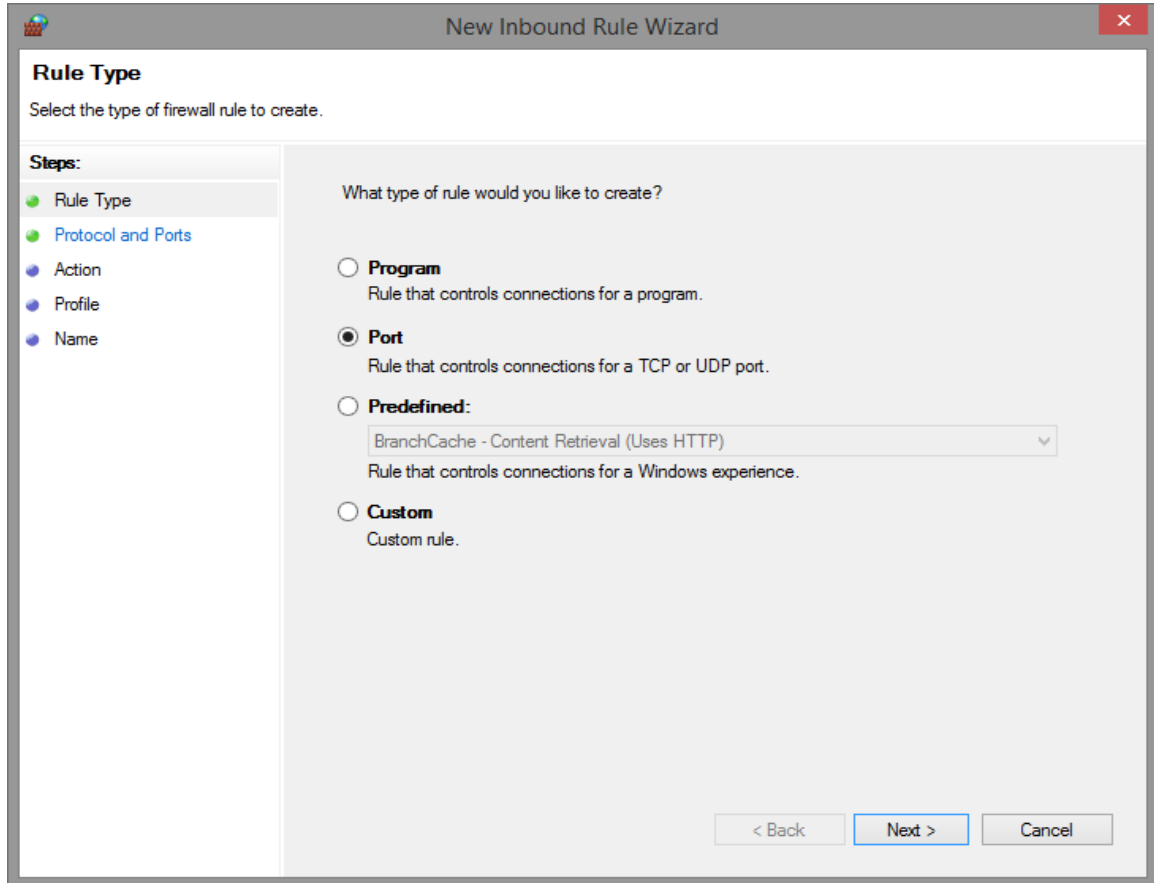 New Inbound Rule Wizard
Rule Type
Select the type of firewall rule to create.
Steps:
Rule Type
Protocol and Ports
Action
Profile
Name
What type of rule would you like to create?
Program
Rule that controls connections for a program.
Port
Rule that controls connections for a TCP or UDP port.
Predefined:
BranchCache - Content Retrieval (Uses HTTP)
Rule that controls connections for a Windows experience.
Custom
Custom rule.
< Back
Next >
Cancel